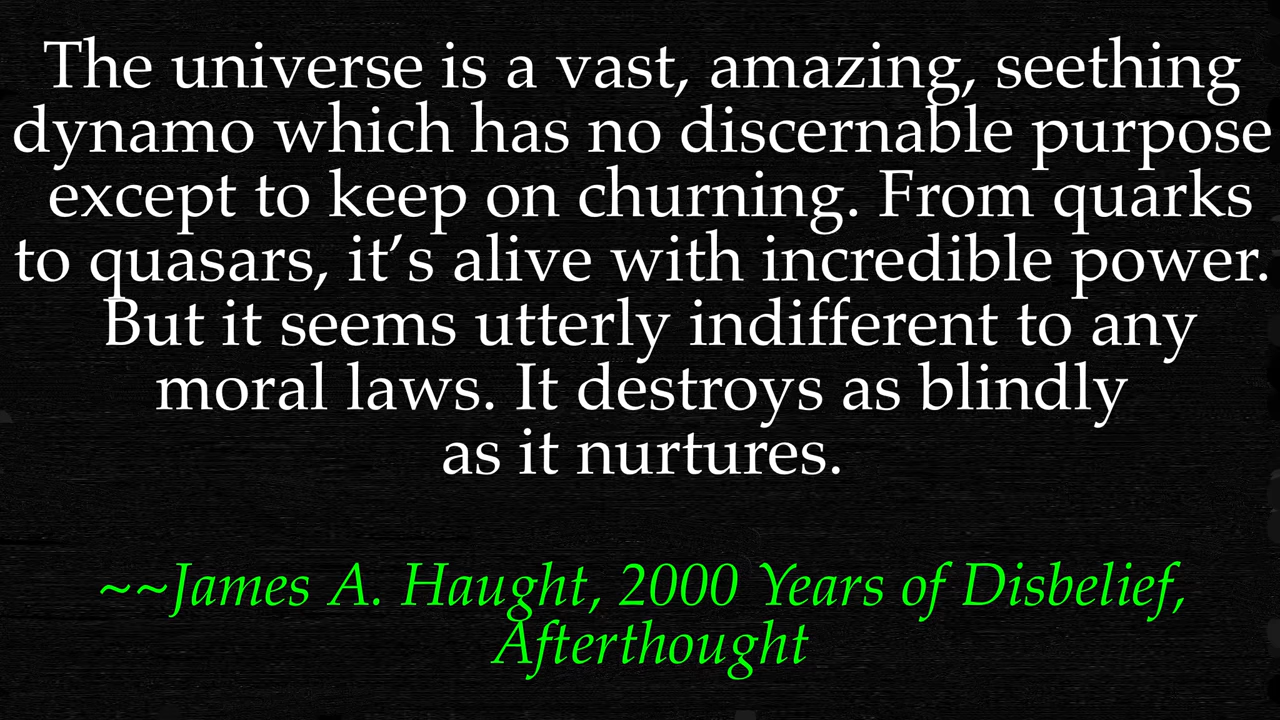 The universe is a vast, amazing, seething
dynamo which has no discernable purpose
except to keep on churning. From quarks
to quasars, it’s alive with incredible power.
But it seems utterly indifferent to any
moral laws. It destroys as blindly
as it nurtures.
~~James A. Haught, 2000 Years of Disbelief,
Afterthought